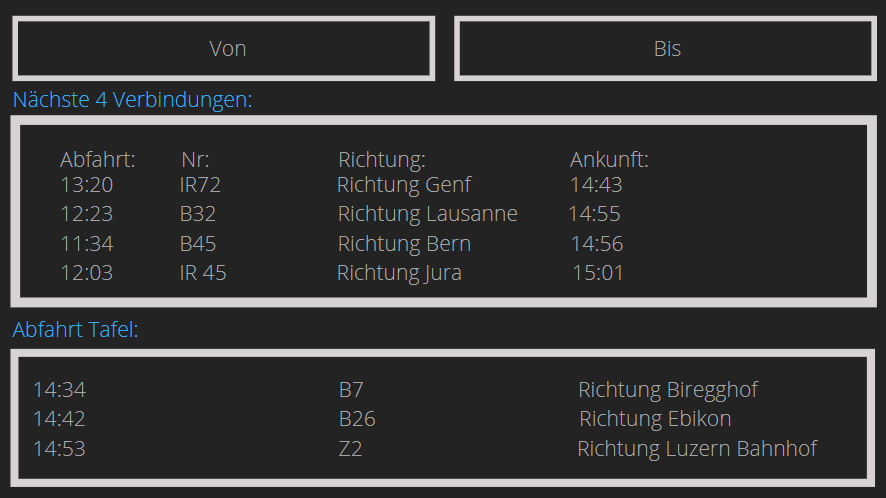 Von Bis
Nächste 4 Verbindungen:
Abfahrt: Nr: Richtung: Ankunft:
13:20 IR72 Richtung Genf 14:43
12:23 B32 Richtung Lausanne 14:55
11:34 B45 Richtung Bern 14:56
12:03 IR 45 Richtung Jura 15:01
Abfahrt Tafel:
14:34 B7 Richtung Biregghof
14:42 B26 Richtung Ebikon
14:53 Z2 Richtung Luzern Bahnhof